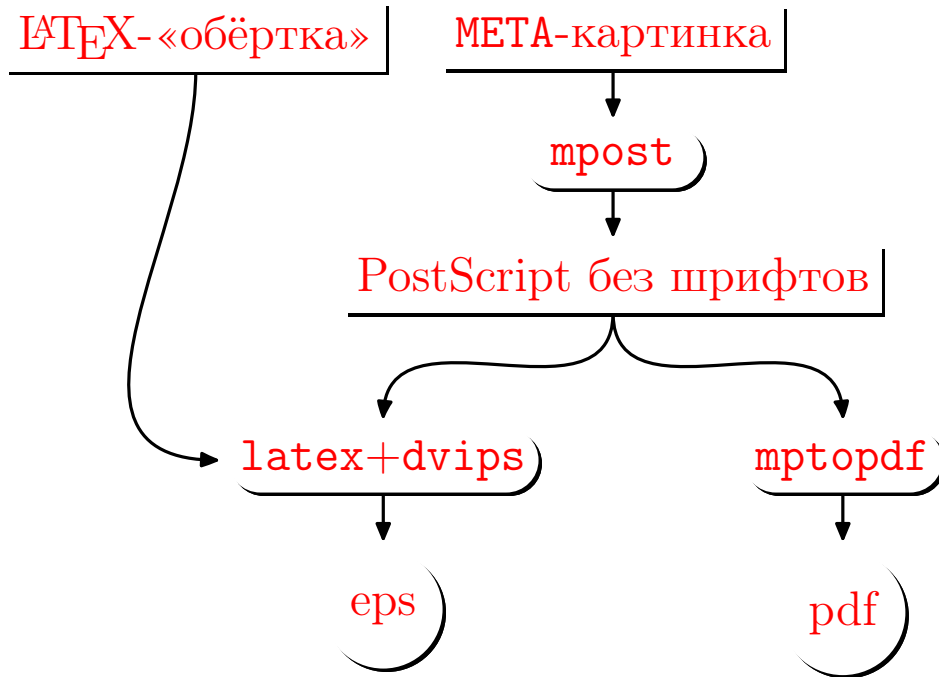 LATEX-«обёртка»
META-картинка
mpost
PostScript без шрифтов
latex+dvips
mptopdf
eps
pdf